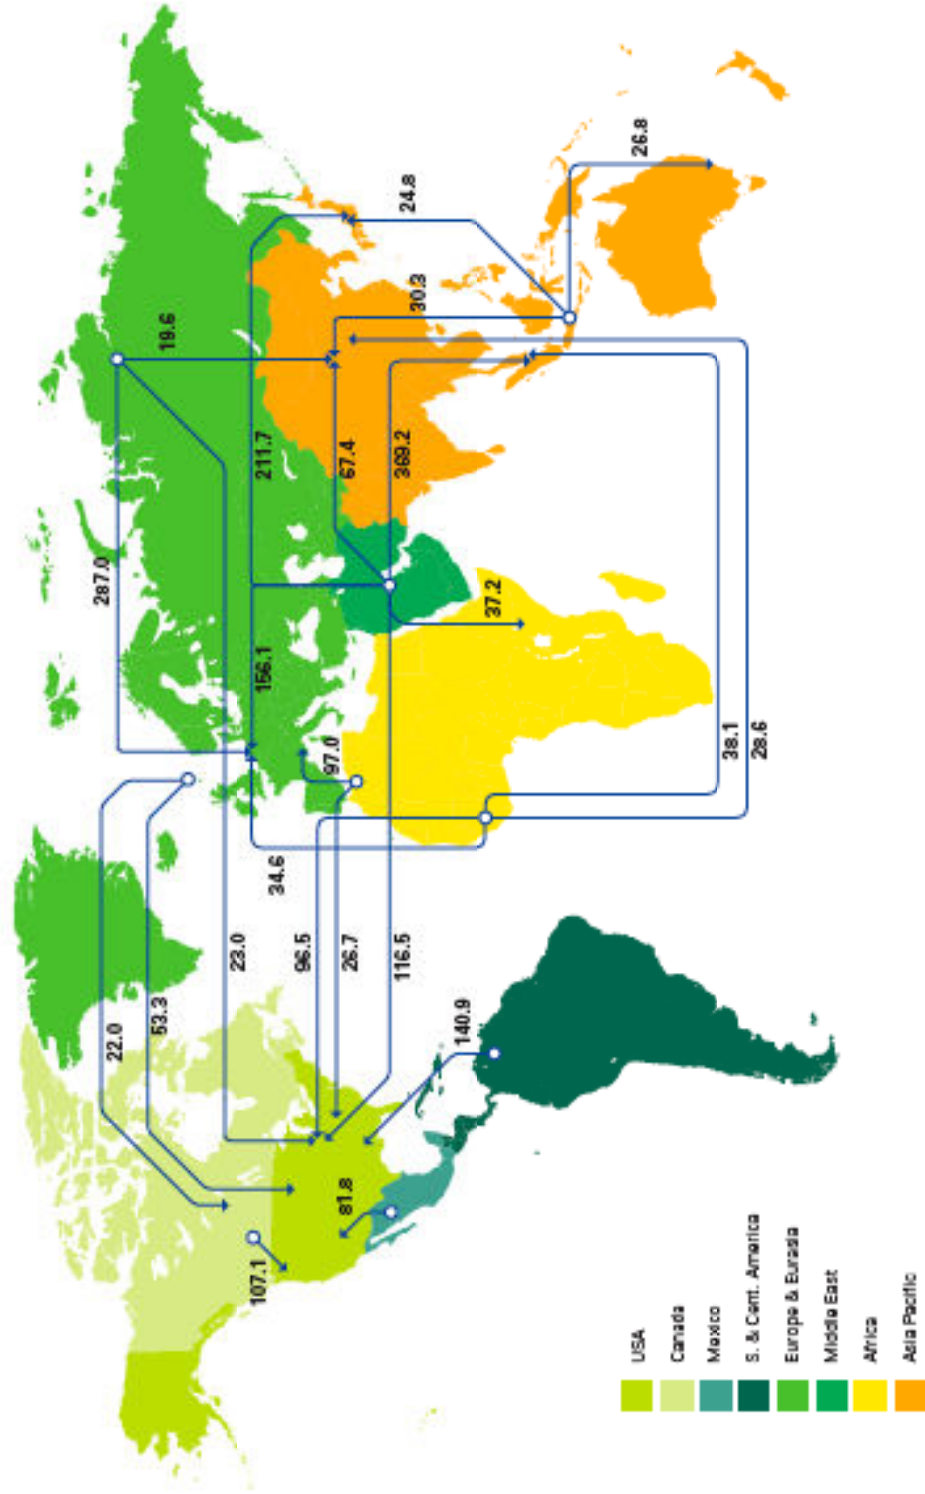 22.0
53.3
107.1
81.8
23.0
96.5
26.7
116.5
140.9
34.6
97.0
287.0
156.1
19.6
211.7
67.4
369.2
37.2
30.3
24.8
26.8
38.1
28.6
USA
Canada
Mexico
S. & Cent. America
Europe & Eurasia
Middle East
Africa
Asia Pacific